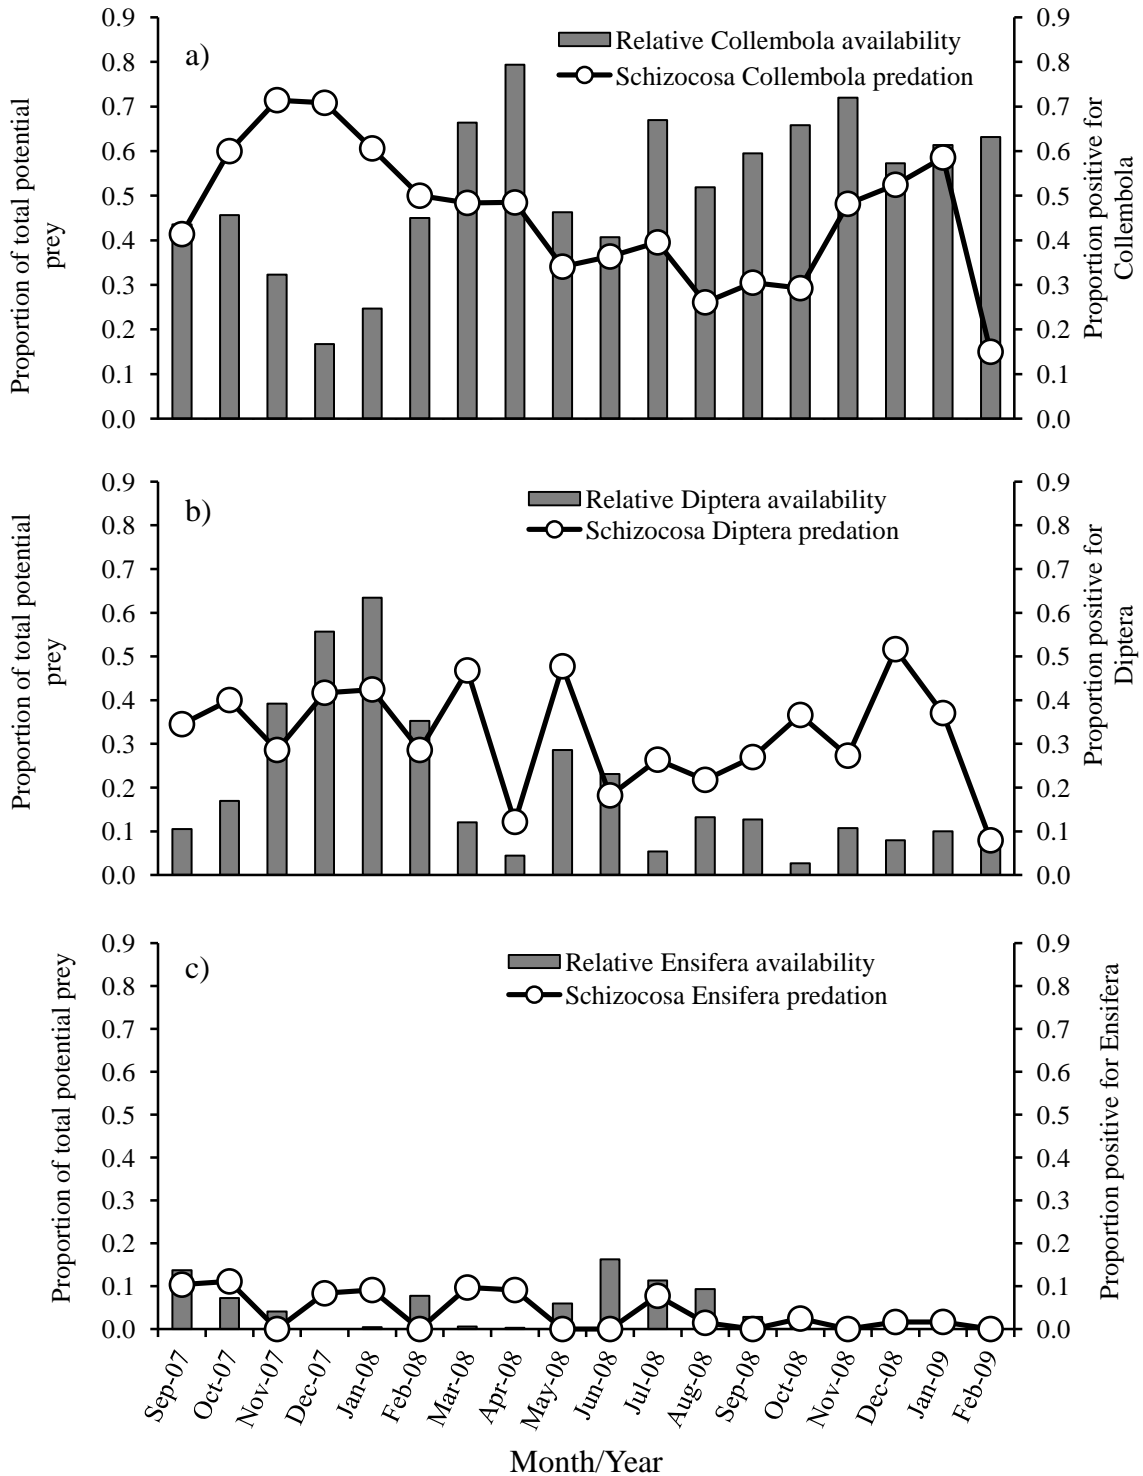 a)
Relative Collembola availability
Schizocosa Collembola predation
Proportion of total potential
prey
0.9
0.8
0.7
0.6
0.5
0.4
0.3
0.2
0.1
0.0
0.9
0.8
0.7
0.6
0.5
0.4
0.3
0.2
0.1
0.0
Proportion positive for
Collembola
b)
Relative Diptera availability
Schizocosa Diptera predation
Proportion of total potential
prey
0.9
0.8
0.7
0.6
0.5
0.4
0.3
0.2
0.1
0.0
0.9
0.8
0.7
0.6
0.5
0.4
0.3
0.2
0.1
0.0
Proportion positive for
Diptera
c)
Relative Ensifera availability
Schizocosa Ensifera predation
Proportion of total potential prey
0.9
0.8
0.7
0.6
0.5
0.4
0.3
0.2
0.1
0.0
0.9
0.8
0.7
0.6
0.5
0.4
0.3
0.2
0.1
0.0
Proportion positive for Ensifera
Sep-07
Oct-07
Nov-07
Dec-07
Jan-08
Feb-08
Mar-08
Apr-08
May-08
Jun-08
Jul-08
Aug-08
Sep-08
Oct-08
Nov-08
Dec-08
Jan-09
Feb-09
Month/Year